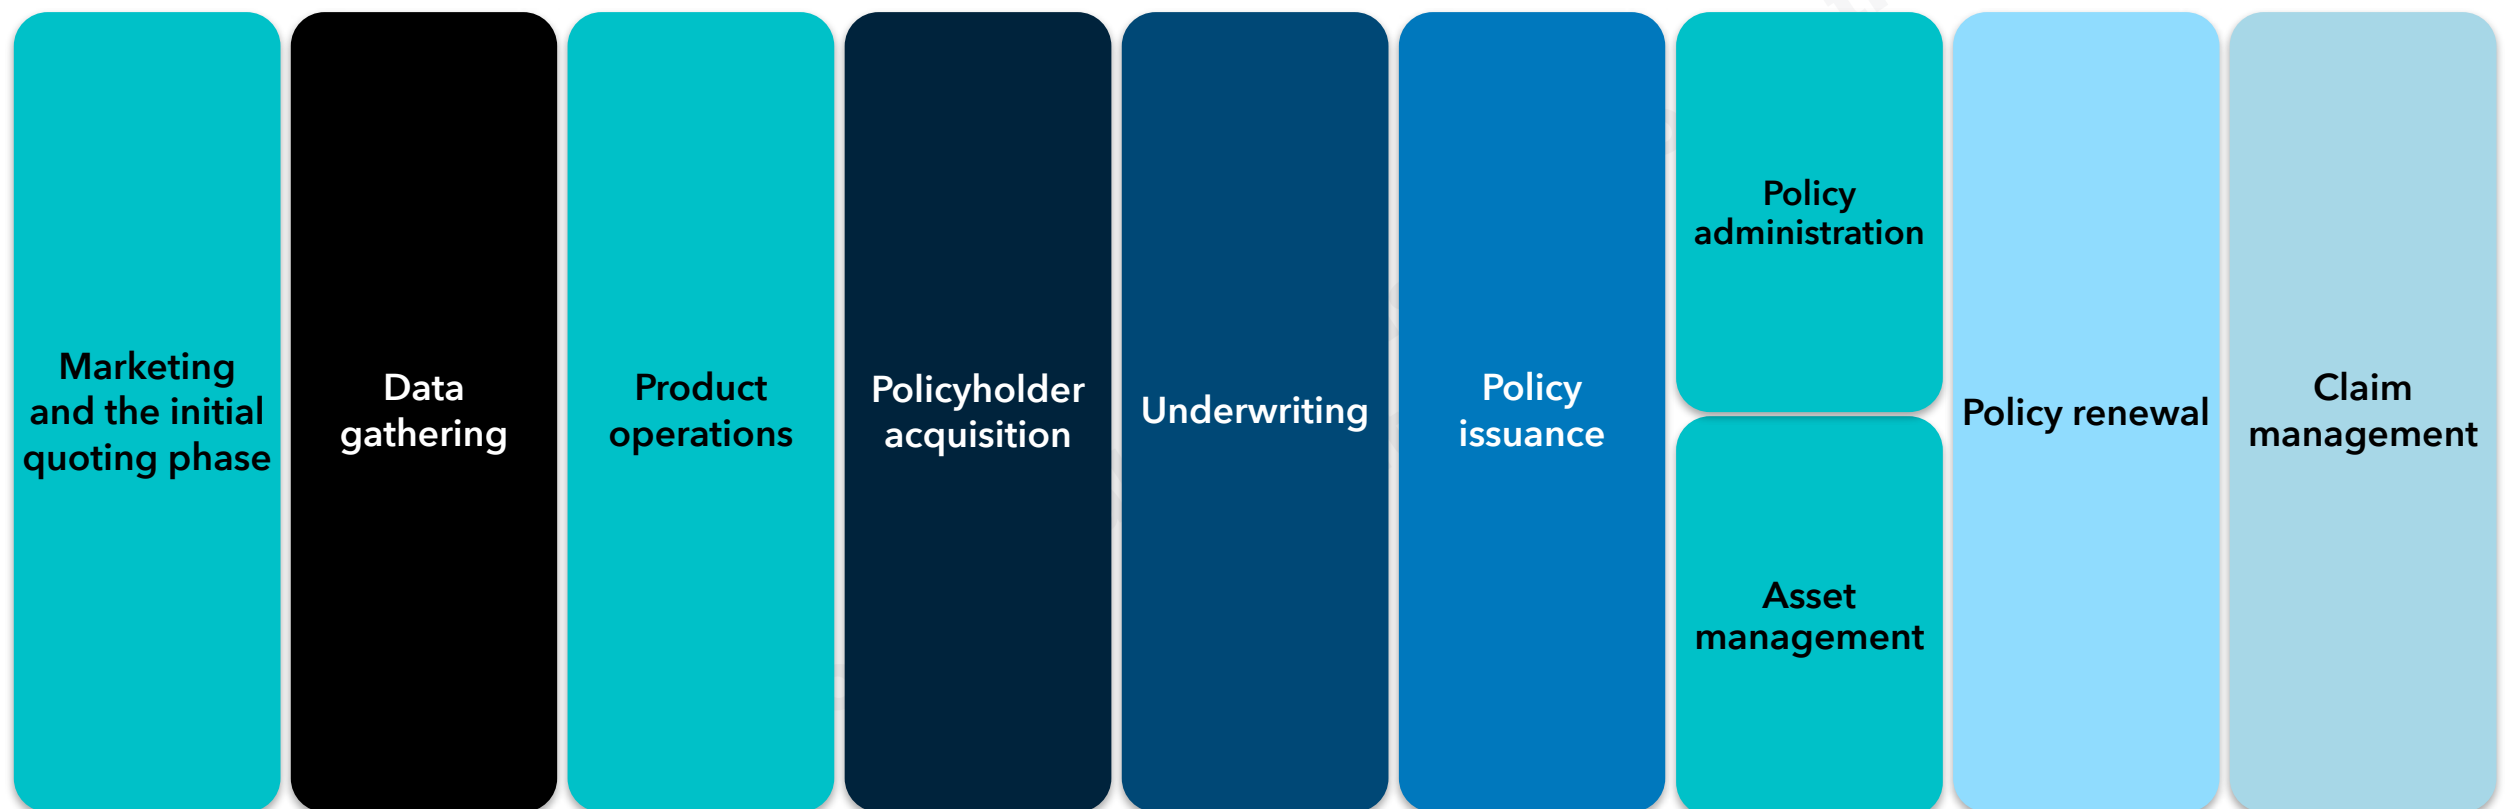 Marketing
and the initial
quoting phase
Data
gathering
Product
operations
Policyholder
acquisition
Underwriting
Policy
issuance
Policy
administration
Asset
management
Policy renewal
Claim
management